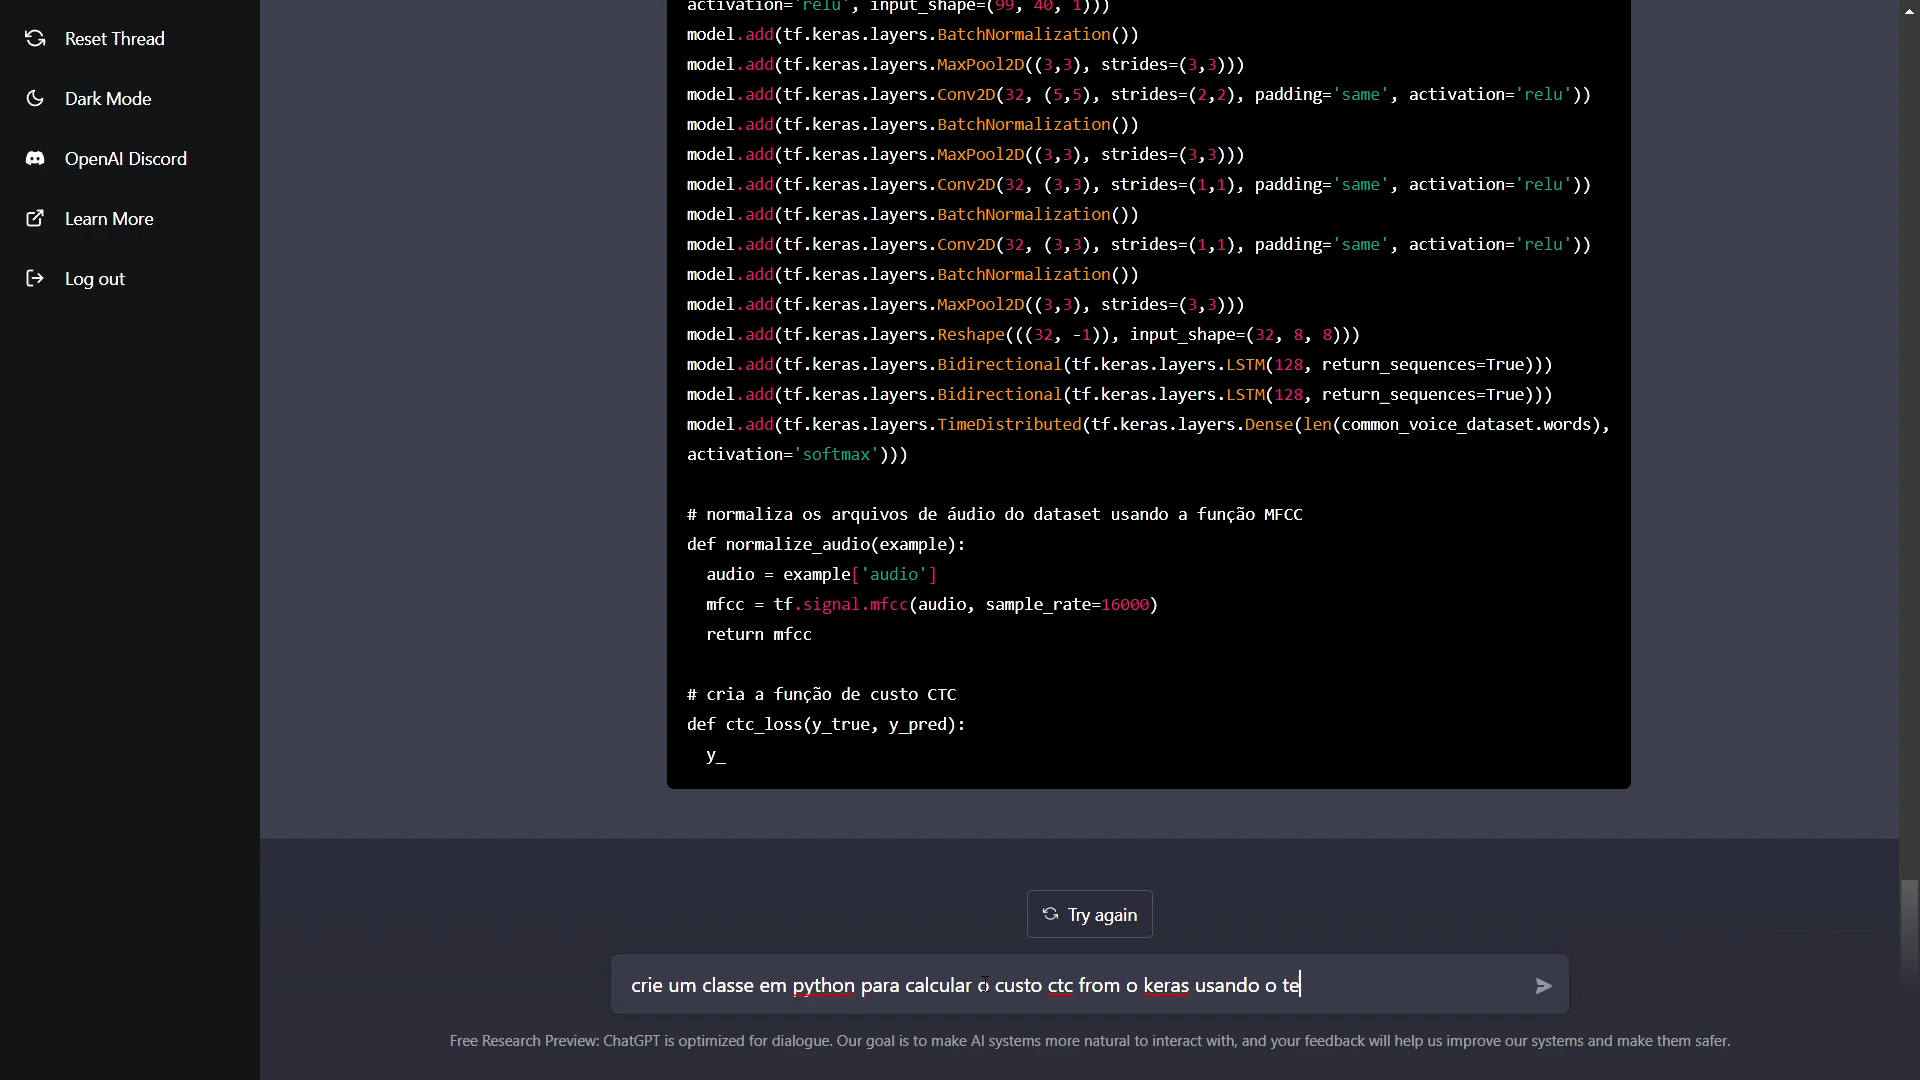 Reset Thread
Dark Mode
OpenAI Discord
Learn More
Log out
activation='relu', input_shape=(99, 40, 1)))
model.add(tf.keras.layers.BatchNormalization())
model.add(tf.keras.layers.MaxPool2D((3,3), strides=(3,3)))
model.add(tf.keras.layers.Conv2D(32, (5,5), strides=(2,2), padding='same', activation='relu'))
model.add(tf.keras.layers.BatchNormalization())
model.add(tf.keras.layers.MaxPool2D((3,3), strides=(3,3)))
model.add(tf.keras.layers.Conv2D(32, (3,3), strides=(1,1), padding='same', activation='relu'))
model.add(tf.keras.layers.BatchNormalization())
model.add(tf.keras.layers.Conv2D(32, (3,3), strides=(1,1), padding='same', activation='relu'))
model.add(tf.keras.layers.BatchNormalization())
model.add(tf.keras.layers.MaxPool2D((3,3), strides=(3,3)))
model.add(tf.keras.layers.Reshape(((32, -1)), input_shape=(32, 8, 8)))
model.add(tf.keras.layers.Bidirectional(tf.keras.layers.LSTM(128, return_sequences=True)))
model.add(tf.keras.layers.Bidirectional(tf.keras.layers.LSTM(128, return_sequences=True)))
model.add(tf.keras.layers.TimeDistributed(tf.keras.layers.Dense(len(common_voice_dataset.words),
activation='softmax')))
# normaliza os arquivos de áudio do dataset usando a função MFCC
def normalize_audio(example):
audio = example['audio']
mfcc = tf.signal.mfcc(audio, sample_rate=16000)
return mfcc
# cria a função de custo CTC
def ctc_loss(y_true, y_pred):
y_
Try again
crie um classe em python para calcular o custo ctc from o keras usando o te
Free Research Preview: ChatGPT is optimized for dialogue. Our goal is to make AI systems more natural to interact with, and your feedback will help us improve our systems and make them safer.